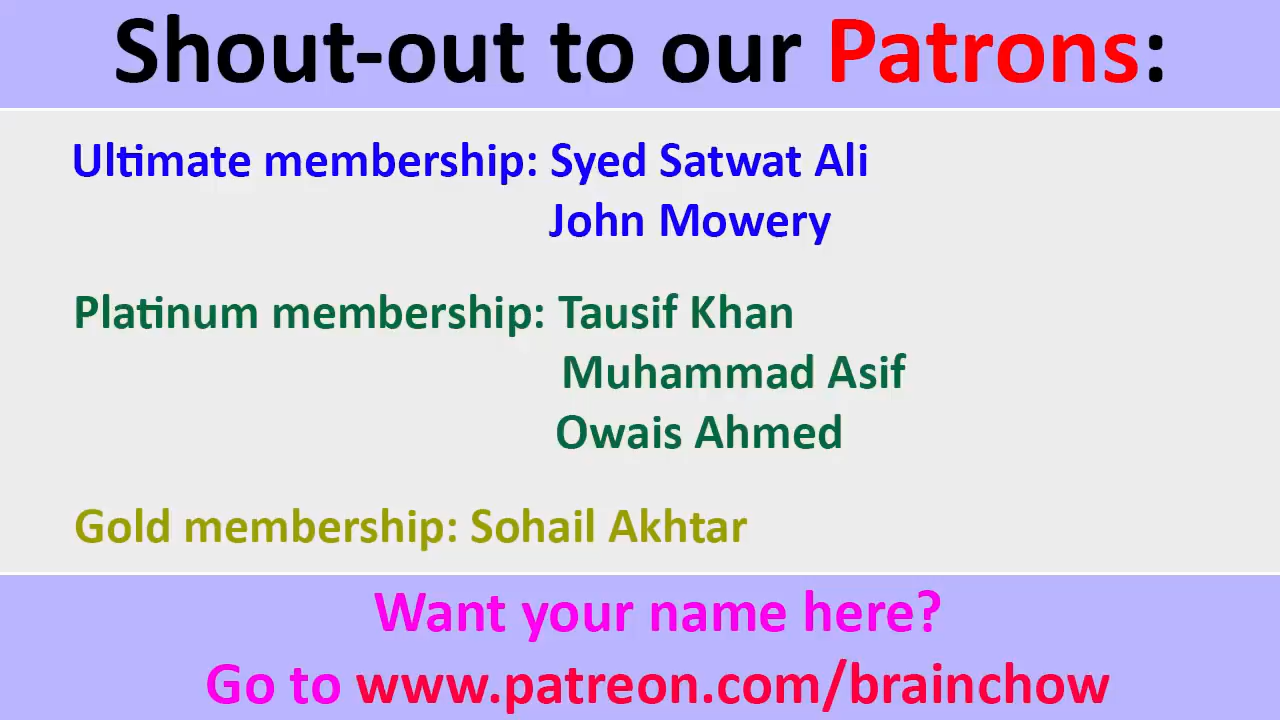 Shout-out to our Patrons:
Ultimate membership: Syed Satwat Ali
John Mowery
Platinum membership: Tausif Khan
Muhammad Asif
Owais Ahmed
Gold membership: Sohail Akhtar
Want your name here?
Go to www.patreon.com/brainchow